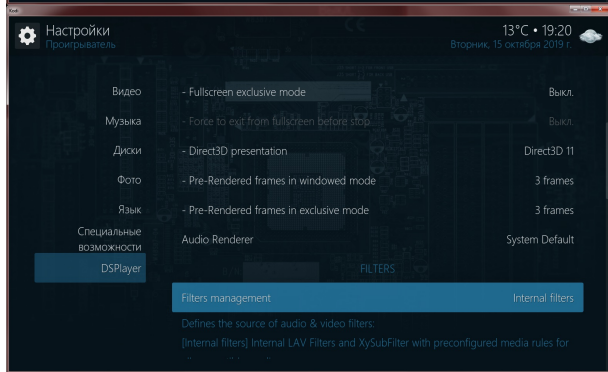 Kodi
Настройки
Проигрыватель
13°C • 19:20
Вторник, 15 октября 2019 г.
Видео
Музыка
Диски
Фото
Язык
Специальные
возможности
DSPlayer
- Fullscreen exclusive mode Выкл.
- Force to exit from fullscreen before stop Выкл.
- Direct3D presentation Direct3D 11
- Pre-Rendered frames in windowed mode 3 frames
- Pre-Rendered frames in exclusive mode 3 frames
Audio Renderer System Default
FILTERS
Filters management Internal filters
Defines the source of audio & video filters:
[Internal filters] Internal LAV Filters and XySubFilter with preconfigured media rules for